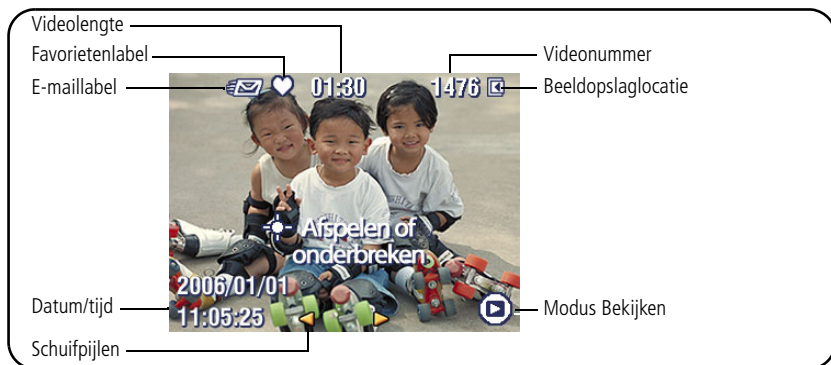 Videolengte
Favorietenlabel
Videonummer
E-maillabel
Beeldopslaglocatie
01:30
1476
Afspelen of
onderbreken
2006/01/01
Datum/tijd
11:05:25
Modus Bekijken
Schuifpijlen